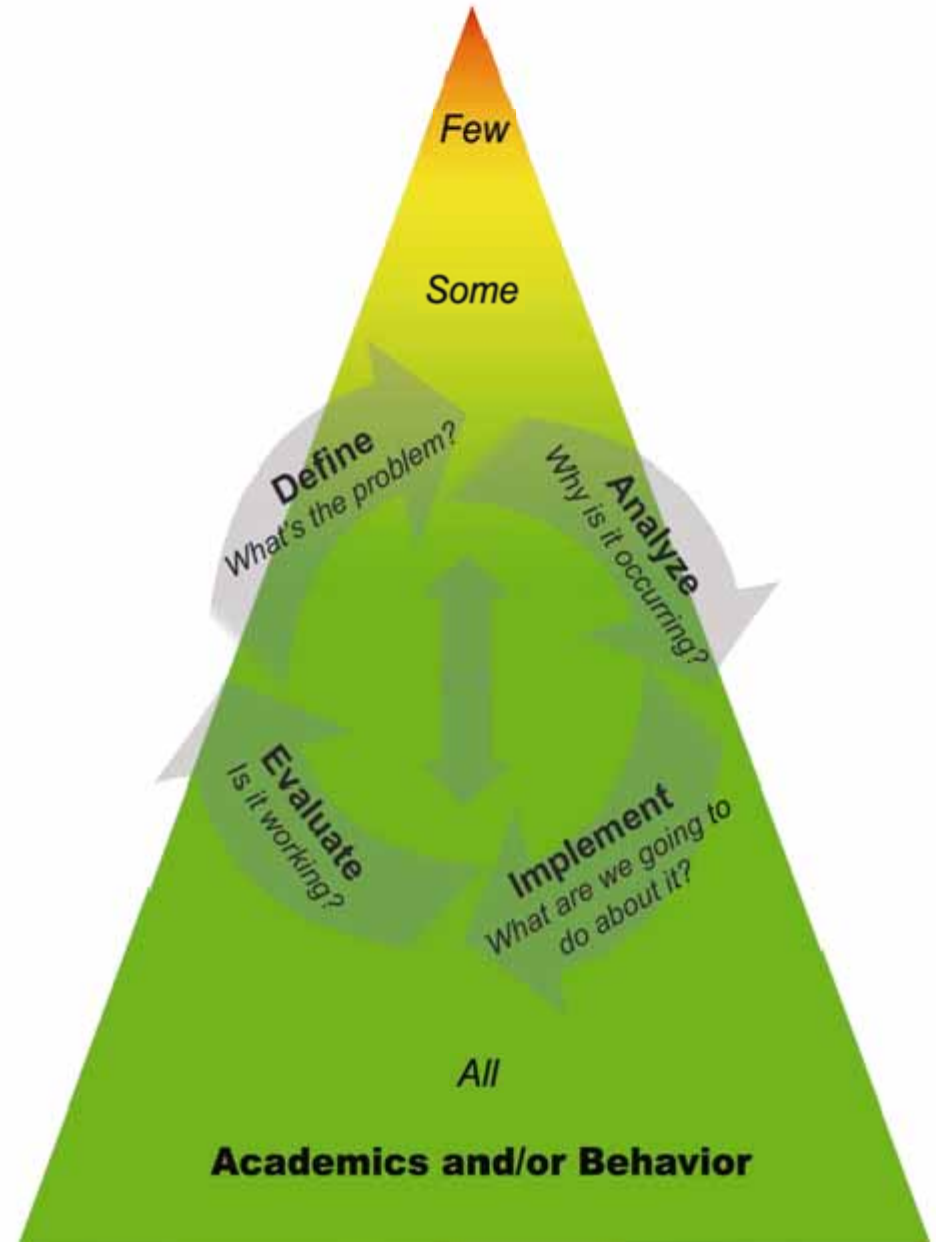 Few
Some
Define
What's the problem?
Analyze
Why is it occurring?
Implement
What are we going to
do about it?
Evaluate
Is it working?
All
Academics and/or Behavior